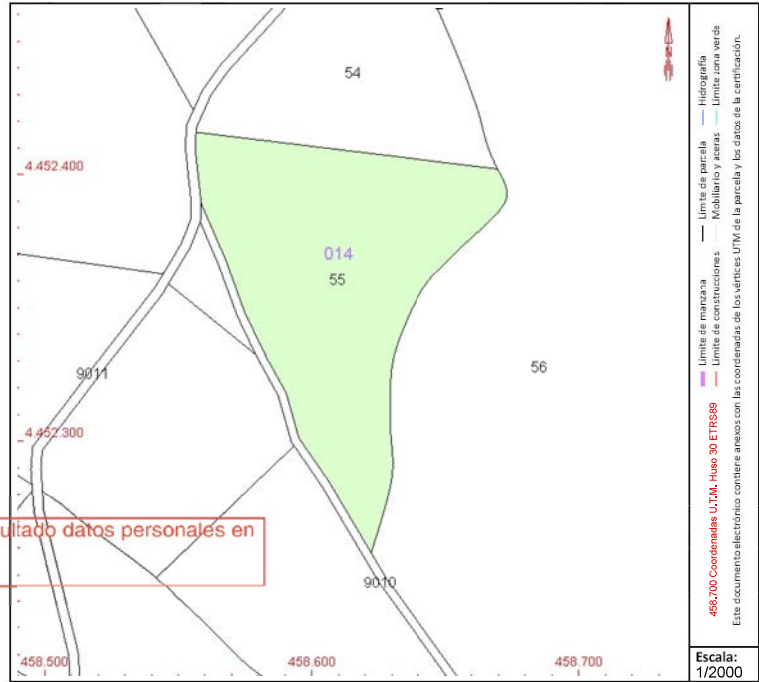 54
4.452.400
014
55
56
9011
4.452.300
ultado datos personales en
9010
458.500
458.600
458.700
N
Límite de manzana
Límite de parcela
Hidrografía
Límite de construcciones
Mobiliario y aceras
Límite zona verde
458.700 Coordenadas U.T.M. Huso 30 ETRS89
Este documento electrónico contiene anexos con las coordenadas de los vértices UTM de la parcela y los datos de la certificación.
Escala:
1/2000